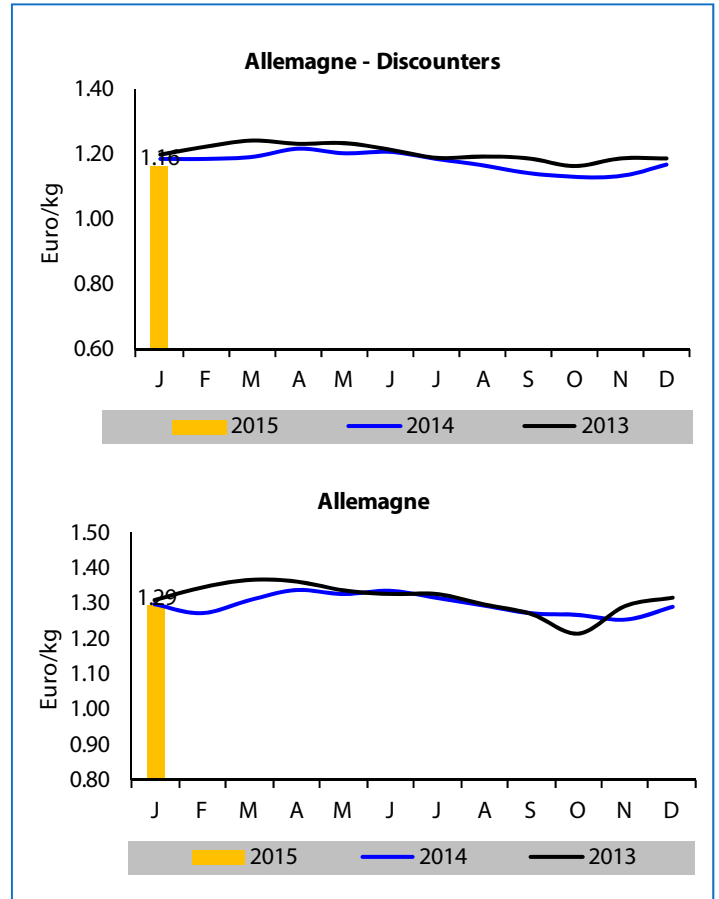 Allemagne - Discounters
1.40
1.20
1.00
0.80
0.60
Euro/kg
1.16
J F M A M J J A S O N D
2015 2014 2013
Allemagne
1.50
1.40
1.30
1.20
1.10
1.00
0.90
0.80
Euro/kg
1.29
J F M A M J J A S O N D
2015 2014 2013